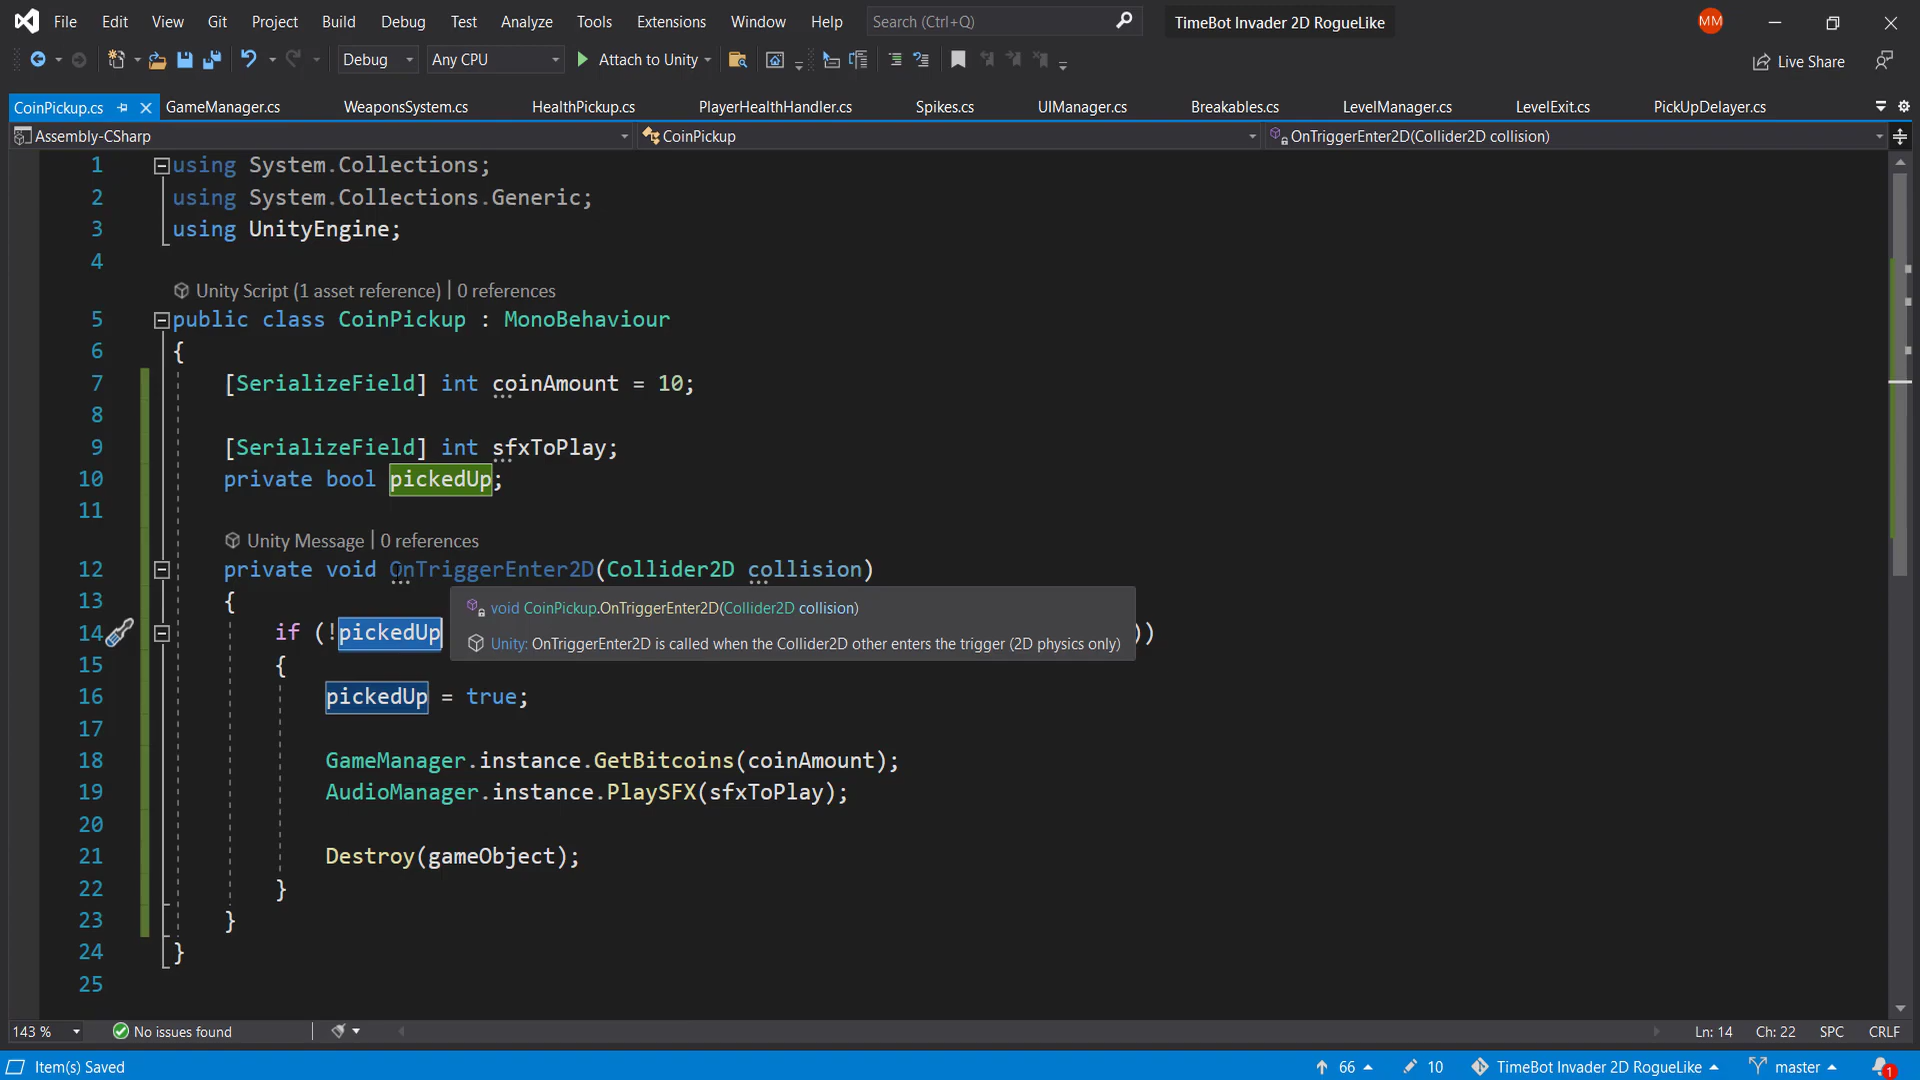 File Edit View Git Project Build Debug Test Analyze Tools Extensions Window Help Search (Ctrl+Q) TimeBot Invader 2D RogueLike MM
Debug Any CPU Attach to Unity Live Share
CoinPickup.cs GameManager.cs WeaponsSystem.cs HealthPickup.cs PlayerHealthHandler.cs Spikes.cs UIManager.cs Breakables.cs LevelManager.cs LevelExit.cs PickUpDelayer.cs
Assembly-CSharp CoinPickup OnTriggerEnter2D(Collider2D collision)
1 using System.Collections;
2 using System.Collections.Generic;
3 using UnityEngine;
4
Unity Script (1 asset reference) | 0 references
5 public class CoinPickup : MonoBehaviour
6 {
7 [SerializeField] int coinAmount = 10;
8
9 [SerializeField] int sfxToPlay;
10 private bool pickedUp;
11
Unity Message | 0 references
12 private void OnTriggerEnter2D(Collider2D collision)
13 {
void CoinPickup.OnTriggerEnter2D(Collider2D collision)
14 if (!pickedUp ))
Unity: OnTriggerEnter2D is called when the Collider2D other enters the trigger (2D physics only)
15 {
16 pickedUp = true;
17
18 GameManager.instance.GetBitcoins(coinAmount);
19 AudioManager.instance.PlaySFX(sfxToPlay);
20
21 Destroy(gameObject);
22 }
23 }
24 }
25
143 % No issues found Ln: 14 Ch: 22 SPC CRLF
Item(s) Saved 66 10 TimeBot Invader 2D RogueLike master 1